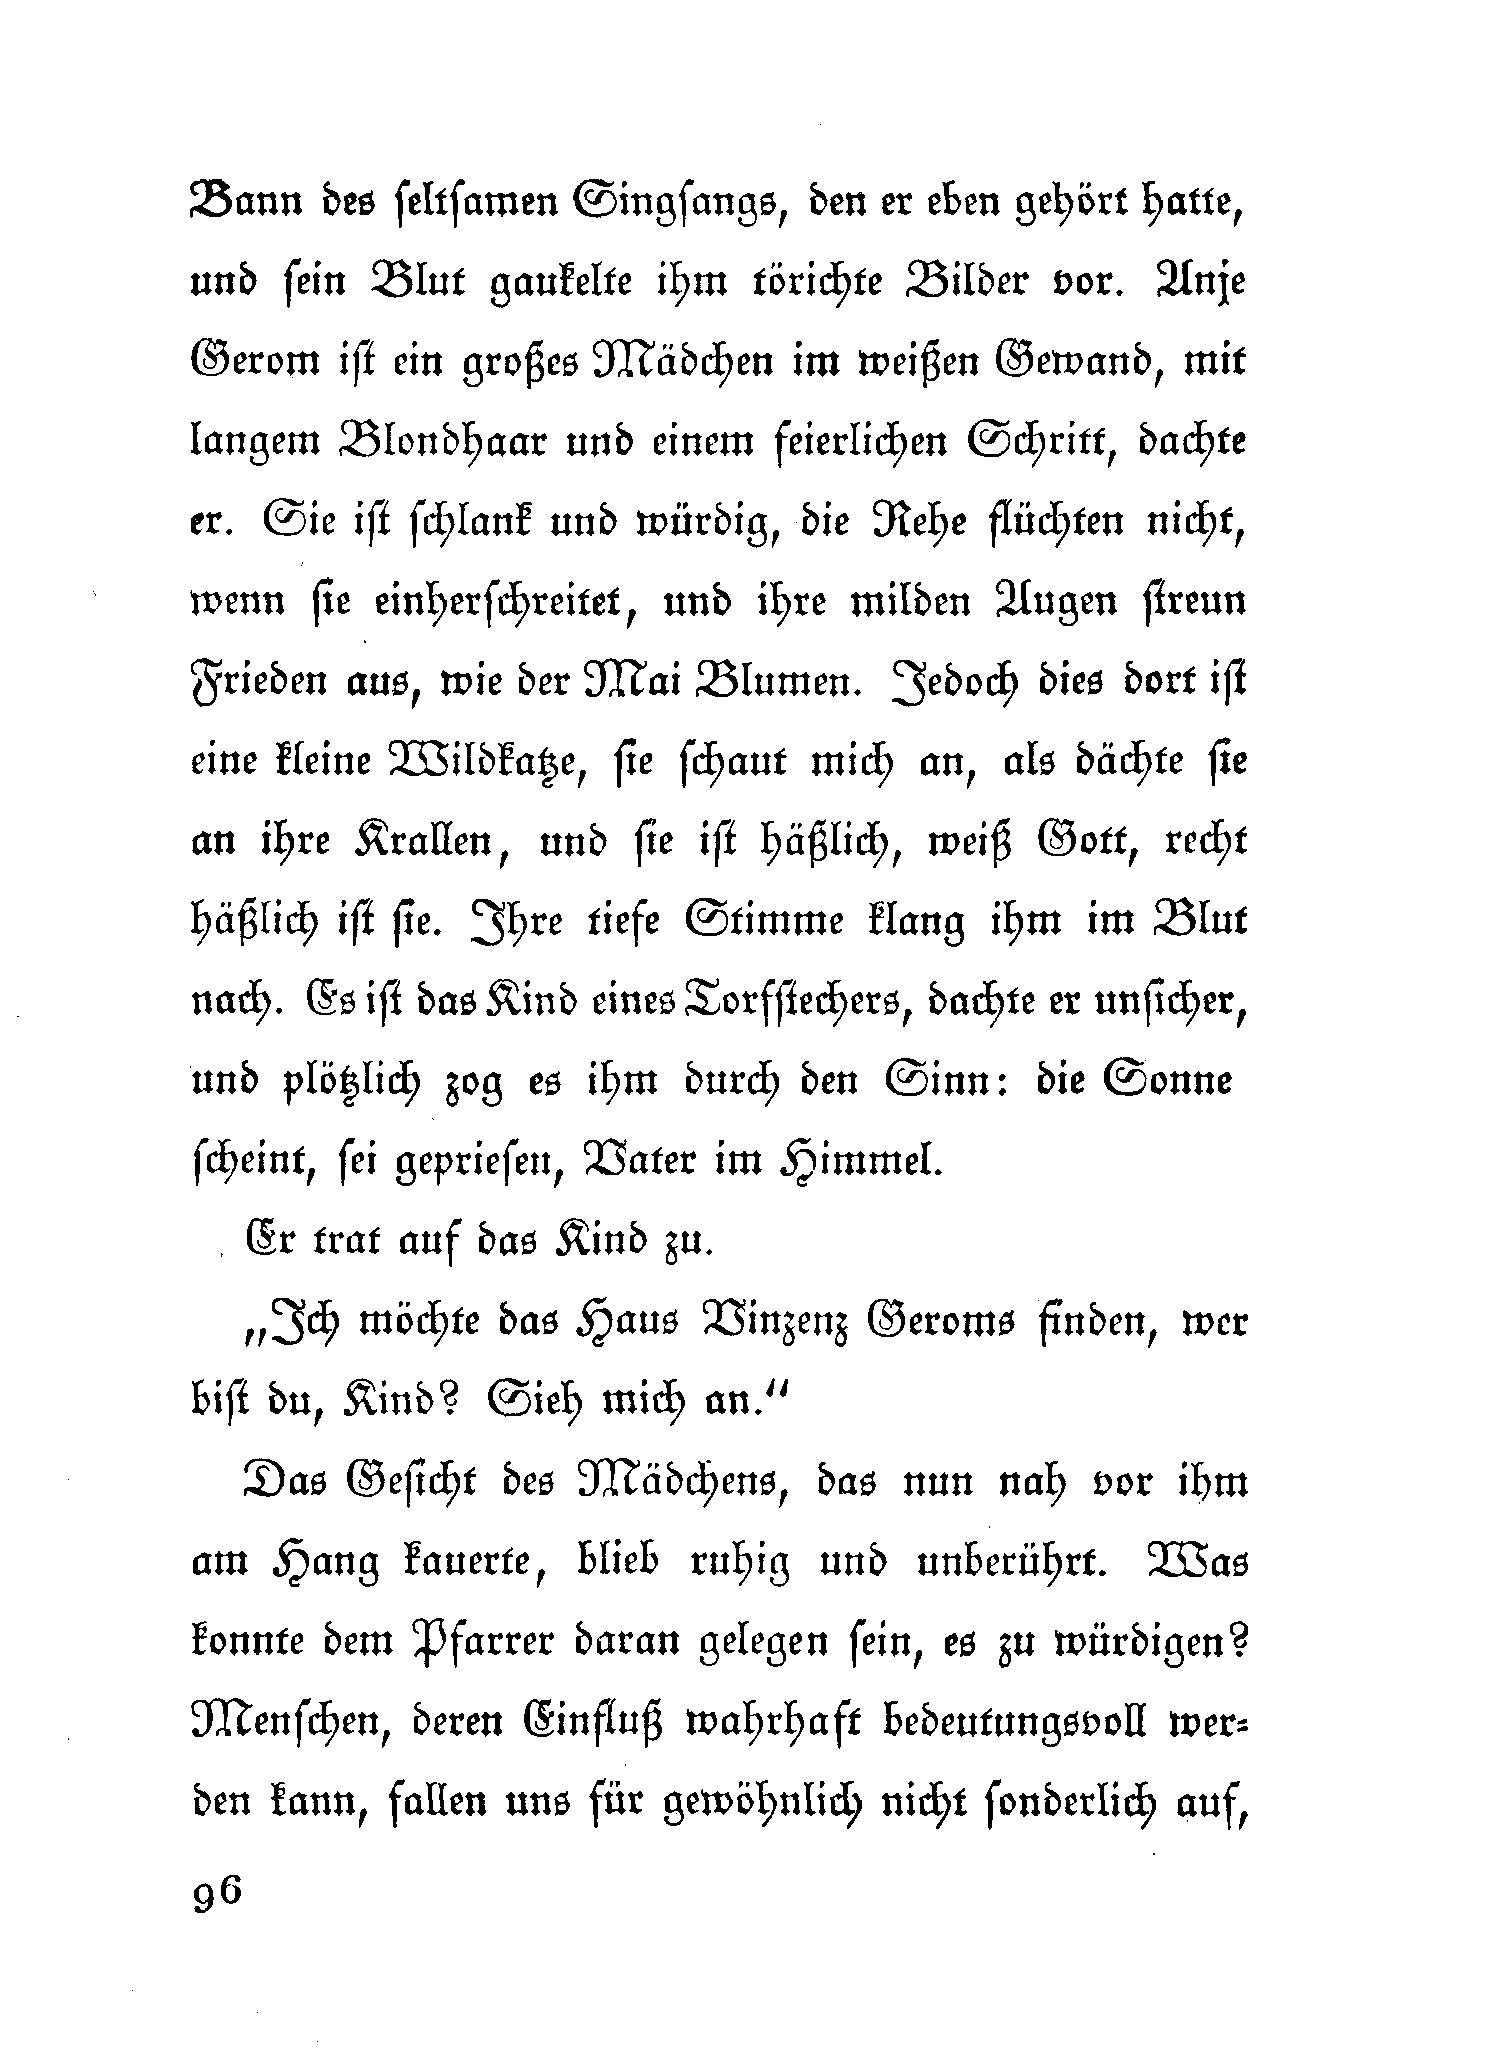 Bann des seltsamen Singsangs, den er eben gehört hatte,
und sein Blut gaukelte ihm törichte Bilder vor. Anje
Gerom ist ein großes Mädchen im weißen Gewand, mit
langem Blondhaar und einem feierlichen Schritt, dachte
er. Sie ist schlank und würdig, die Rehe flüchten nicht,
wenn sie einherschreitet, und ihre milden Augen streun
Frieden aus, wie der Mai Blumen. Jedoch dies dort ist
eine kleine Wildkatze, sie schaut mich an, als dächte sie
an ihre Krallen, und sie ist häßlich, weiß Gott, recht
häßlich ist sie. Ihre tiefe Stimme klang ihm im Blut
nach. Es ist das Kind eines Torfstechers, dachte er unsicher,
und plötzlich zog es ihm durch den Sinn: die Sonne
scheint, sei gepriesen, Vater im Himmel.
Er trat auf das Kind zu.
„Ich möchte das Haus Vinzenz Geroms finden, wer
bist du, Kind? Sieh mich an.“
Das Gesicht des Mädchens, das nun nah vor ihm
am Hang kauerte, blieb ruhig und unberührt. Was
konnte dem Pfarrer daran gelegen sein, es zu würdigen?
Menschen, deren Einfluß wahrhaft bedeutungsvoll wer-
den kann, fallen uns für gewöhnlich nicht sonderlich auf,
96